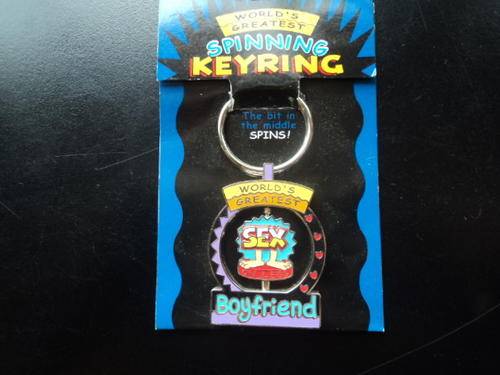 WORLD'S
GREATEST
SPINNING
KEYRING
The bit in
the middle
SPINS!
WORLD'S
GREATEST
SEX
Boyfriend